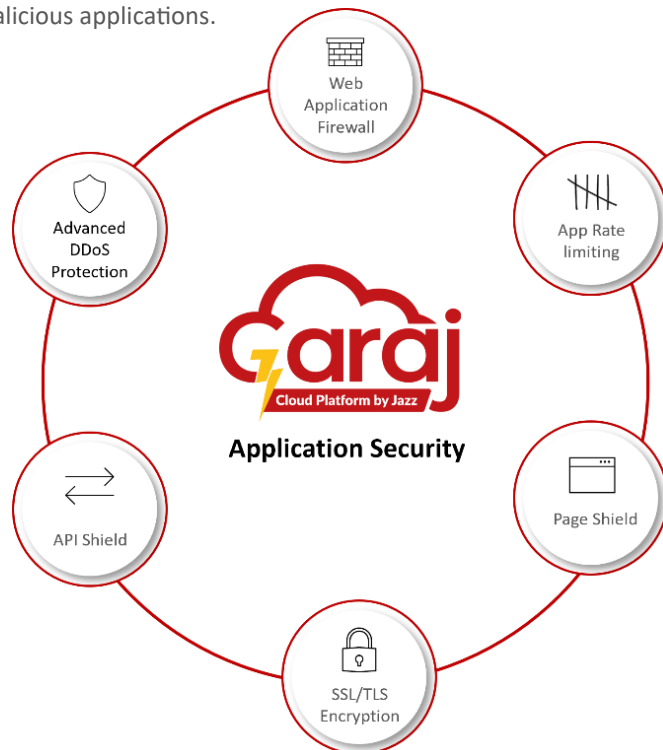 alicious applications.
Web
Application
Firewall
Advanced
DDoS
Protection
App Rate
limiting
Garaj
Cloud Platform by Jazz
Application Security
API Shield
Page Shield
SSL/TLS
Encryption